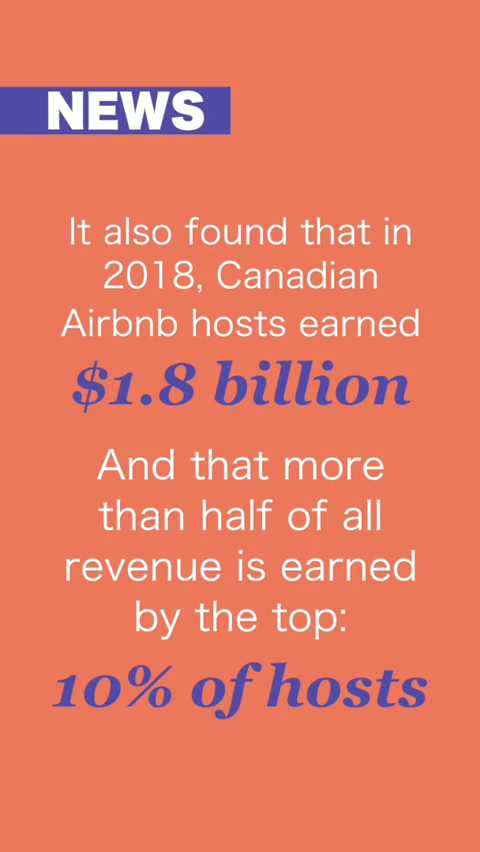 NEWS
It also found that in
2018, Canadian
Airbnb hosts earned
$1.8 billion
And that more
than half of all
revenue is earned
by the top:
10% of hosts